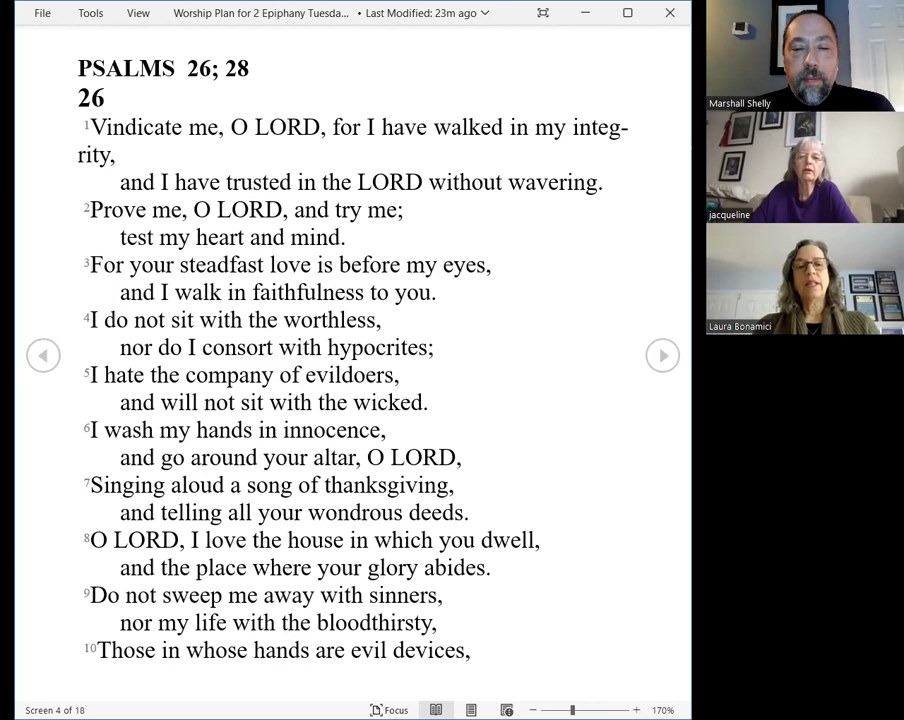 File Tools View Worship Plan for 2 Epiphany Tuesda... • Last Modified: 23m ago
PSALMS 26; 28
26
1Vindicate me, O LORD, for I have walked in my integ-
rity,
and I have trusted in the LORD without wavering.
2Prove me, O LORD, and try me;
test my heart and mind.
3For your steadfast love is before my eyes,
and I walk in faithfulness to you.
4I do not sit with the worthless,
nor do I consort with hypocrites;
5I hate the company of evildoers,
and will not sit with the wicked.
6I wash my hands in innocence,
and go around your altar, O LORD,
7Singing aloud a song of thanksgiving,
and telling all your wondrous deeds.
8O LORD, I love the house in which you dwell,
and the place where your glory abides.
9Do not sweep me away with sinners,
nor my life with the bloodthirsty,
10Those in whose hands are evil devices,
Screen 4 of 18 Focus 170%
Marshall Shelly
jacqueline
Laura Bonamici